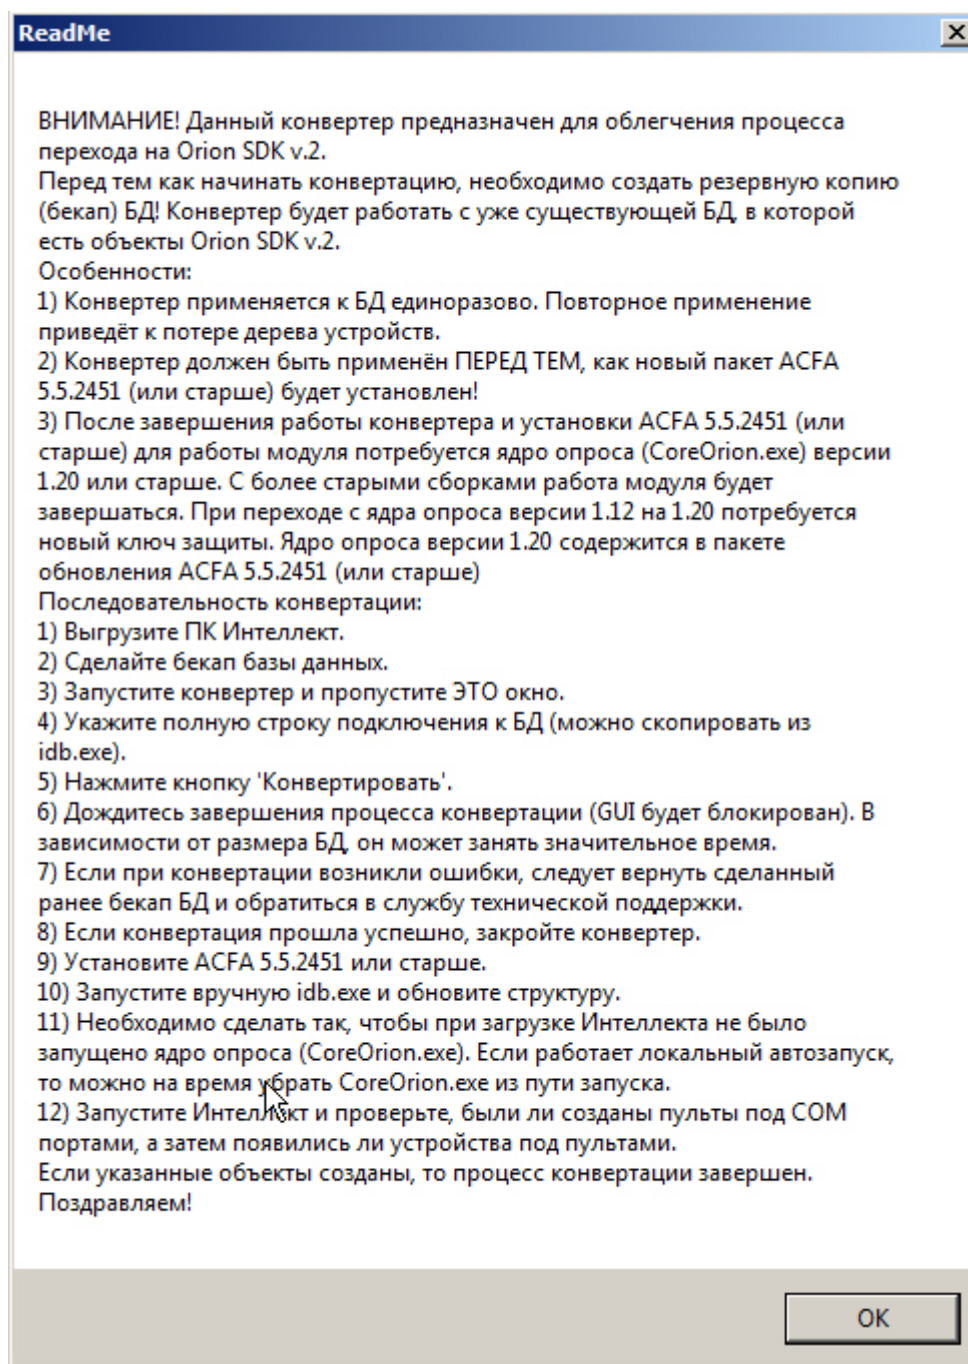 ReadMe
ВНИМАНИЕ! Данный конвертер предназначен для облегчения процесса
перехода на Orion SDK v.2.
Перед тем как начинать конвертацию, необходимо создать резервную копию
(бекап) БД! Конвертер будет работать с уже существующей БД, в которой
есть объекты Orion SDK v.2.
Особенности:
1) Конвертер применяется к БД единоразово. Повторное применение
приведёт к потере дерева устройств.
2) Конвертер должен быть применён ПЕРЕД ТЕМ, как новый пакет ACFA
5.5.2451 (или старше) будет установлен!
3) После завершения работы конвертера и установки ACFA 5.5.2451 (или
старше) для работы модуля потребуется ядро опроса (CoreOrion.exe) версии
1.20 или старше. С более старыми сборками работа модуля будет
завершаться. При переходе с ядра опроса версии 1.12 на 1.20 потребуется
новый ключ защиты. Ядро опроса версии 1.20 содержится в пакете
обновления ACFA 5.5.2451 (или старше)
Последовательность конвертации:
1) Выгрузите ПК Интеллект.
2) Сделайте бекап базы данных.
3) Запустите конвертер и пропустите ЭТО окно.
4) Укажите полную строку подключения к БД (можно скопировать из
idb.exe).
5) Нажмите кнопку 'Конвертировать'.
6) Дождитесь завершения процесса конвертации (GUI будет блокирован). В
зависимости от размера БД, он может занять значительное время.
7) Если при конвертации возникли ошибки, следует вернуть сделанный
ранее бекап БД и обратиться в службу технической поддержки.
8) Если конвертация прошла успешно, закройте конвертер.
9) Установите ACFA 5.5.2451 или старше.
10) Запустите вручную idb.exe и обновите структуру.
11) Необходимо сделать так, чтобы при загрузке Интеллекта не было
запущено ядро опроса (CoreOrion.exe). Если работает локальный автозапуск,
то можно на время убрать CoreOrion.exe из пути запуска.
12) Запустите Интеллект и проверьте, были ли созданы пульты под COM
портами, а затем появились ли устройства под пультами.
Если указанные объекты созданы, то процесс конвертации завершен.
Поздравляем!
OK